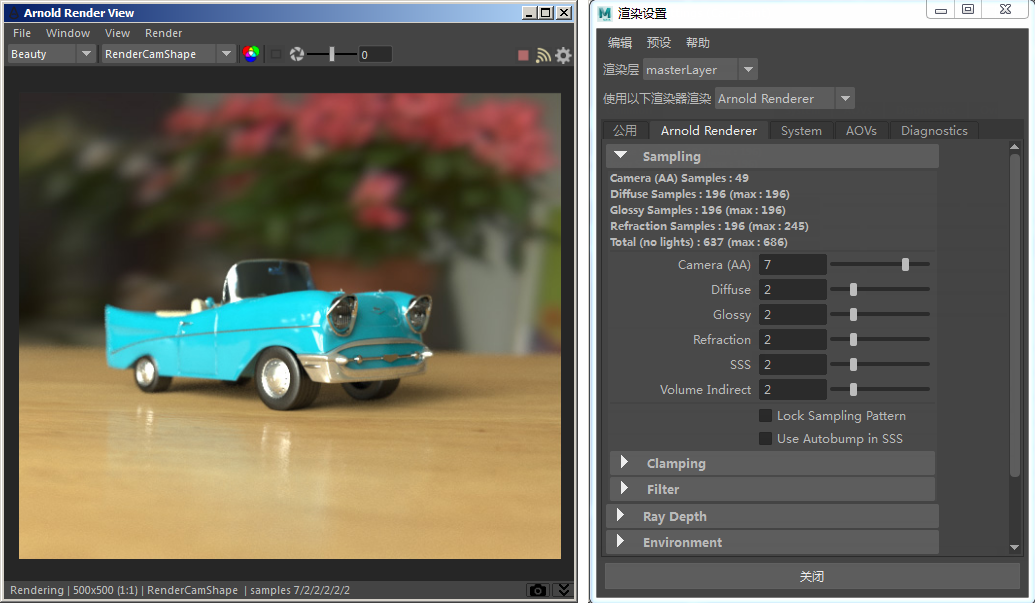 Arnold Render View
File Window View Render
Beauty RenderCamShape 0
Rendering | 500x500 (1:1) | RenderCamShape | samples 7/2/2/2/2/2
M 渲染设置
编辑 预设 帮助
渲染层 masterLayer
使用以下渲染器渲染 Arnold Renderer
公用 Arnold Renderer System AOVs Diagnostics
Sampling
Camera (AA) Samples : 49
Diffuse Samples : 196 (max : 196)
Glossy Samples : 196 (max : 196)
Refraction Samples : 196 (max : 245)
Total (no lights) : 637 (max : 686)
Camera (AA) 7
Diffuse 2
Glossy 2
Refraction 2
SSS 2
Volume Indirect 2
Lock Sampling Pattern
Use Autobump in SSS
Clamping
Filter
Ray Depth
Environment
关闭